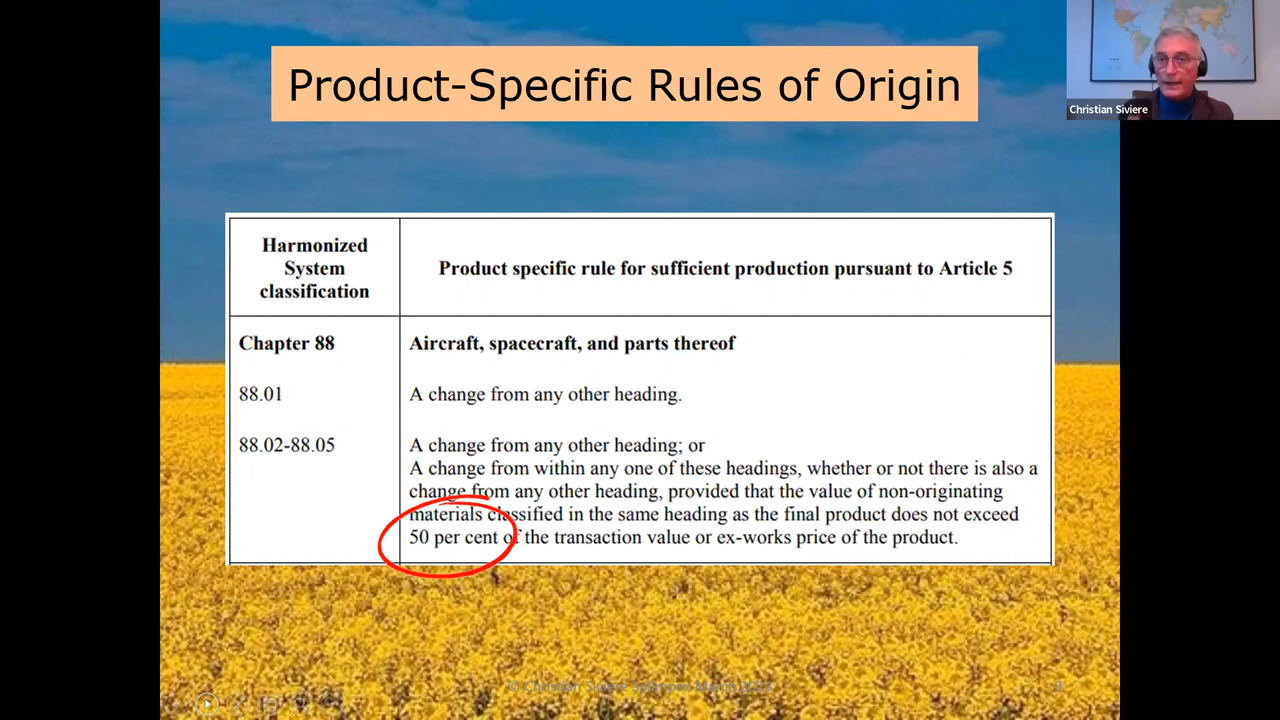 Product-Specific Rules of Origin
Christian Siviere
Harmonized
System
classification
Product specific rule for sufficient production pursuant to Article 5
Chapter 88
Aircraft, spacecraft, and parts thereof
88.01
A change from any other heading.
88.02-88.05
A change from any other heading; or
A change from within any one of these headings, whether or not there is also a
change from any other heading, provided that the value of non-originating
materials classified in the same heading as the final product does not exceed
50 per cent of the transaction value or ex-works price of the product.
© Christian Siviere